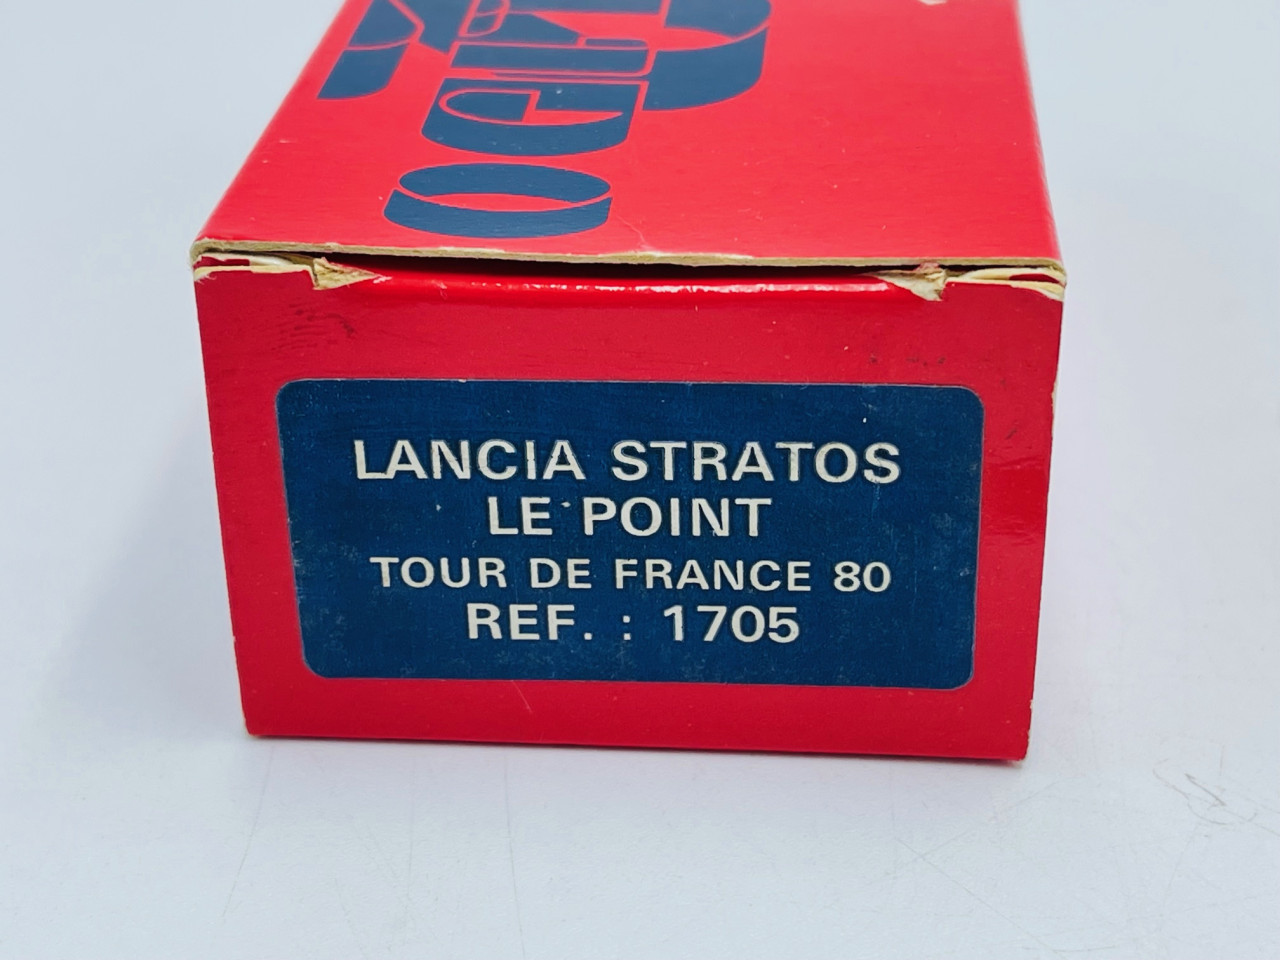 LANCIA STRATOS
LE POINT
TOUR DE FRANCE 80
REF. : 1705